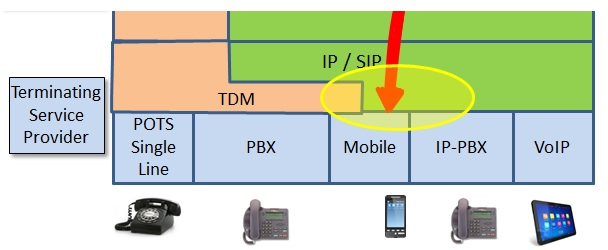 IP / SIP
TDM
Terminating
Service
Provider
POTS
Single
Line
PBX
Mobile
IP-PBX
VoIP